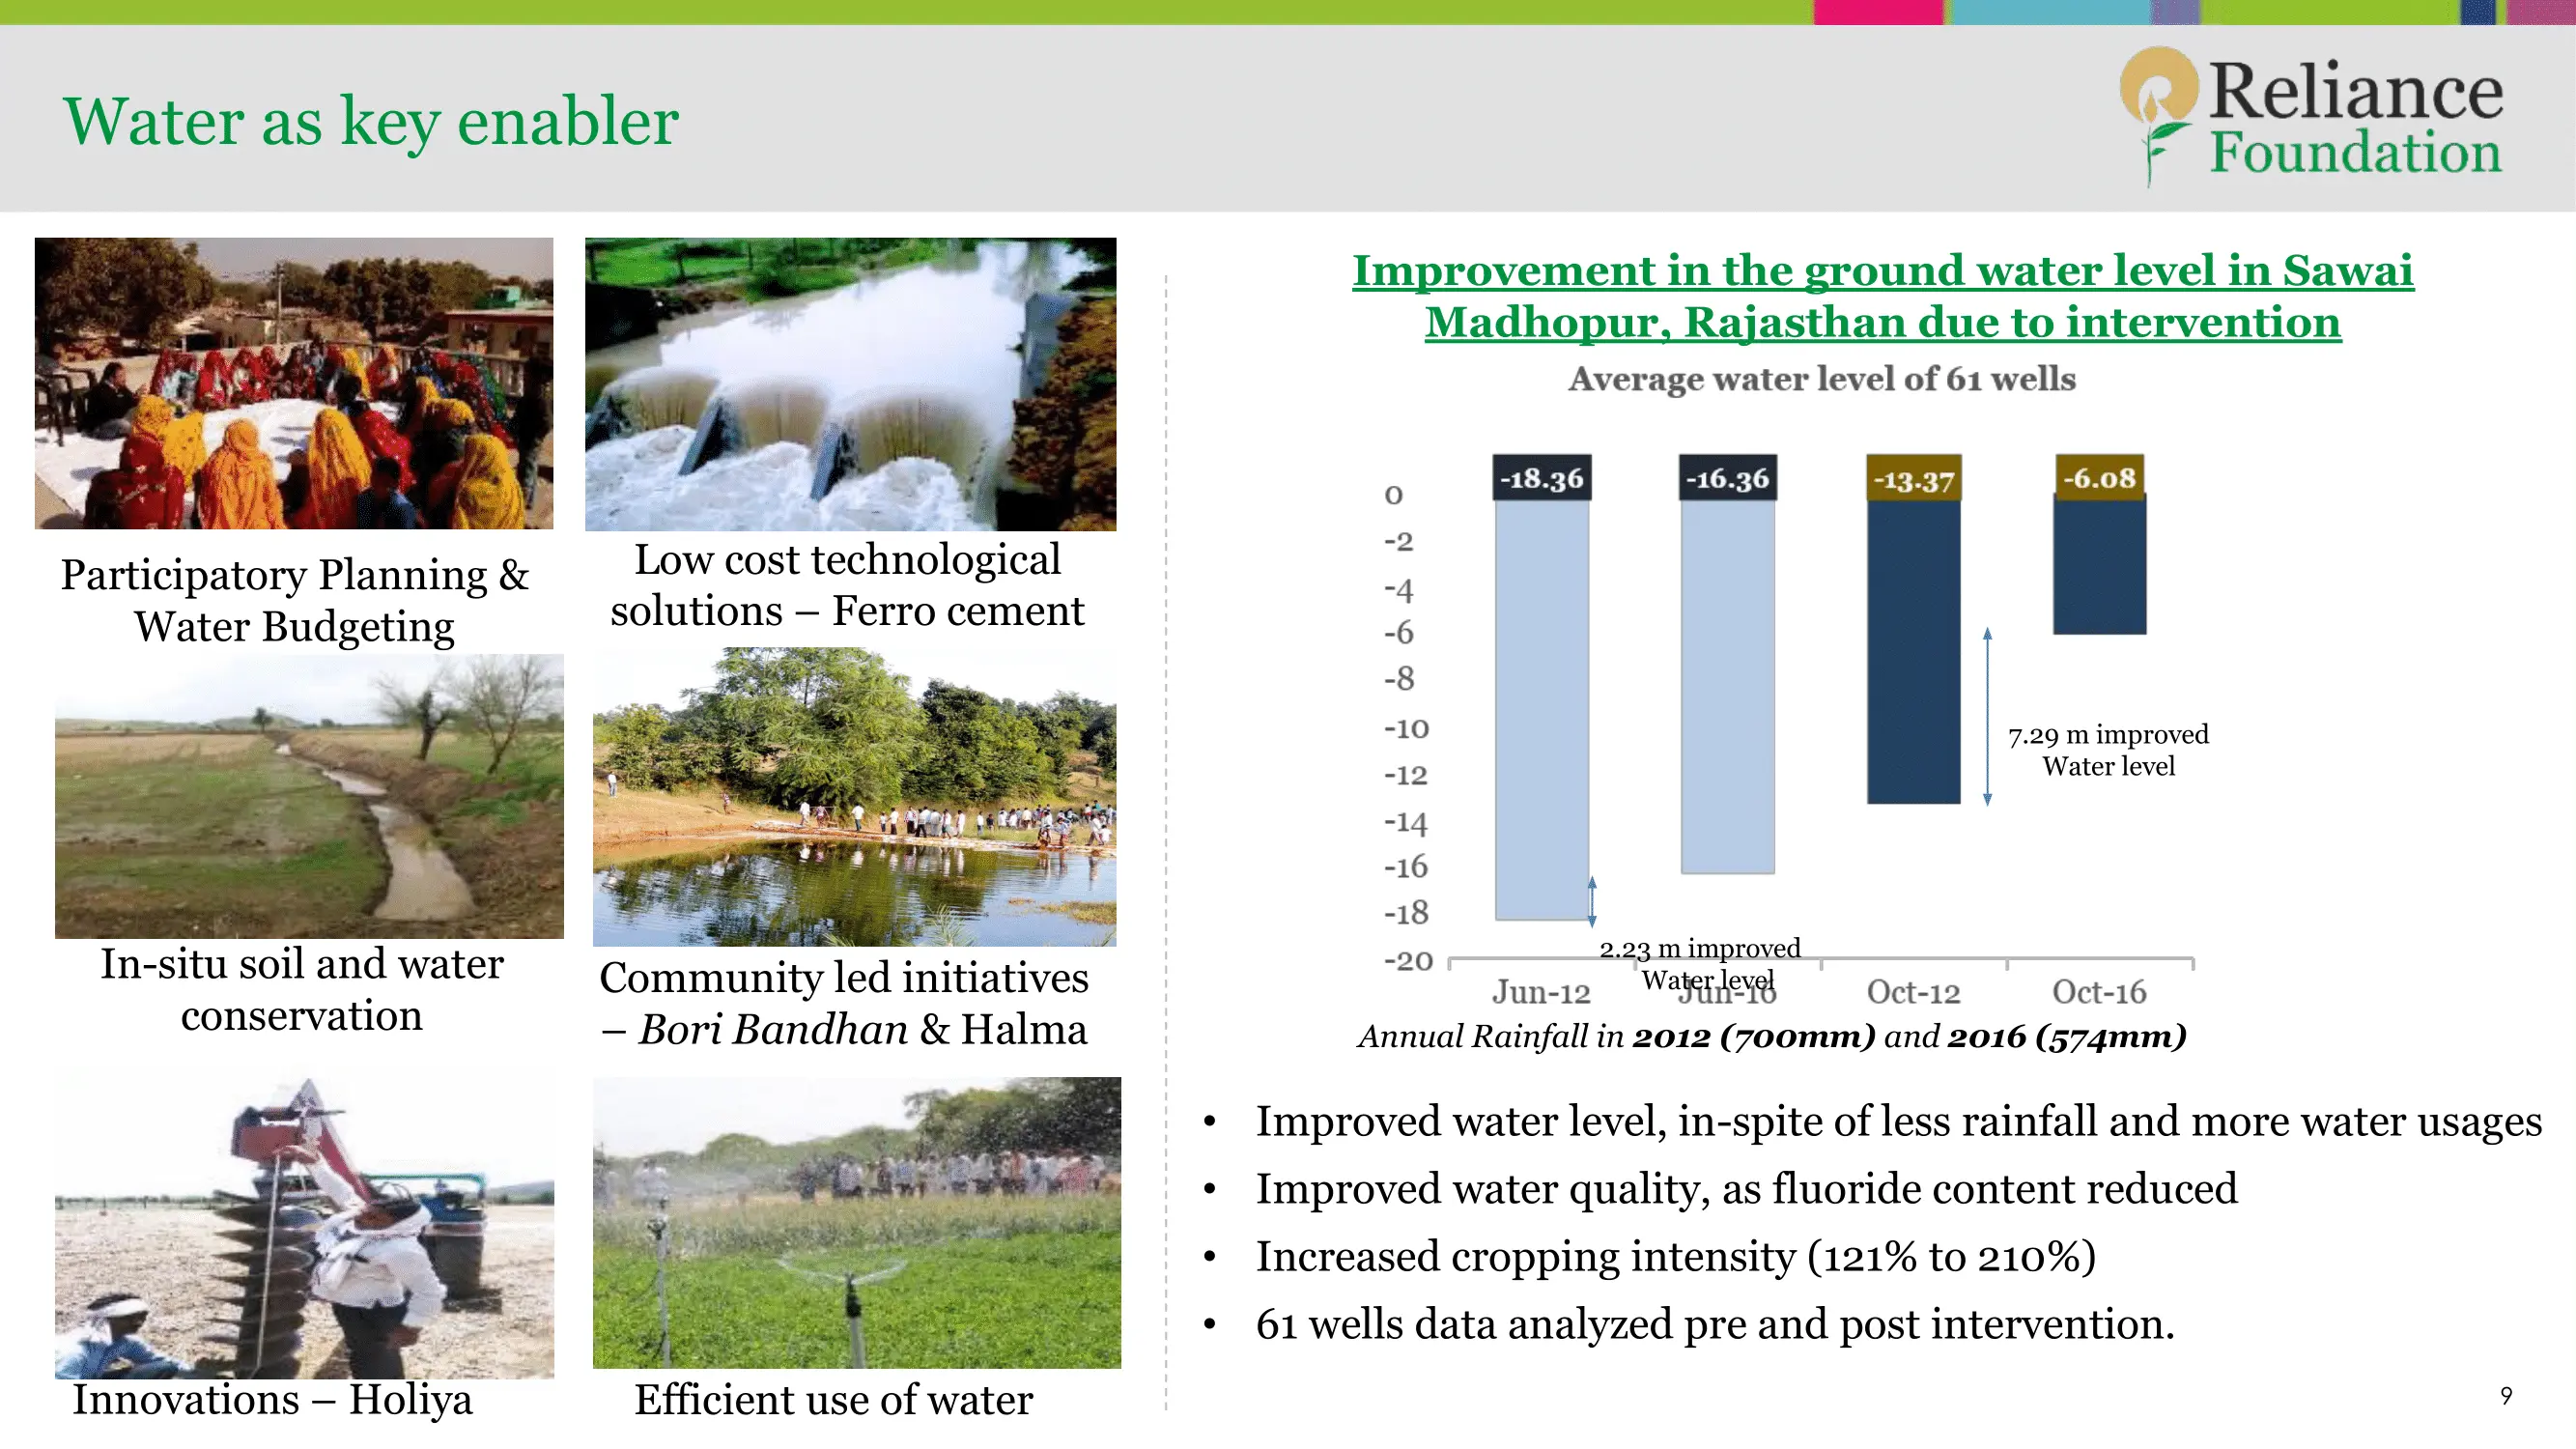 Water as key enabler
Reliance
Foundation
Participatory Planning &
Water Budgeting
Low cost technological
solutions – Ferro cement
In-situ soil and water
conservation
Community led initiatives
– Bori Bandhan & Halma
Innovations – Holiya
Efficient use of water
Improvement in the ground water level in Sawai
Madhopur, Rajasthan due to intervention
Average water level of 61 wells
-18.36
-16.36
-13.37
-6.08
0
-2
-4
-6
-8
-10
-12
-14
-16
-18
-20
7.29 m improved
Water level
2.23 m improved
Water level
Jun-12
Jun-16
Oct-12
Oct-16
Annual Rainfall in 2012 (700mm) and 2016 (574mm)
• Improved water level, in-spite of less rainfall and more water usages
• Improved water quality, as fluoride content reduced
• Increased cropping intensity (121% to 210%)
• 61 wells data analyzed pre and post intervention.
9